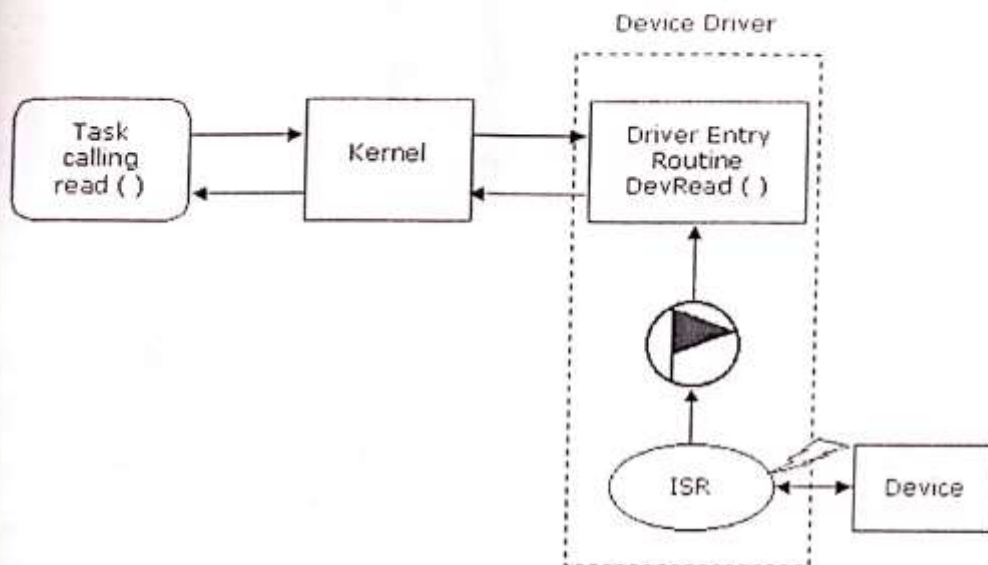 Device Driver
Task
calling
read ( )
Kernel
Driver Entry
Routine
DevRead ( )
ISR
Device